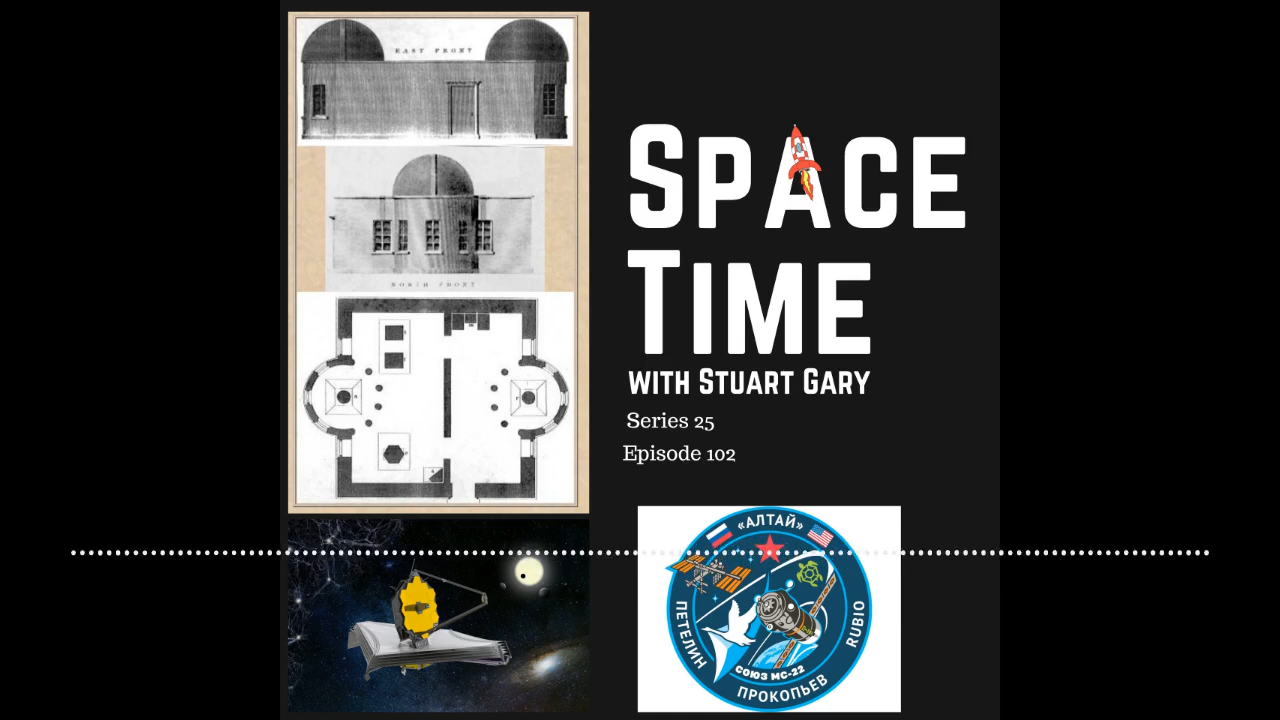 EAST FRONT
NORTH FRONT
SPACE
TIME
WITH STUART GARY
Series 25
Episode 102
«АЛТАЙ»
ПЕТЕЛИН
RUBIO
СОЮЗ МС-22
ПРОКОПЬЕВ